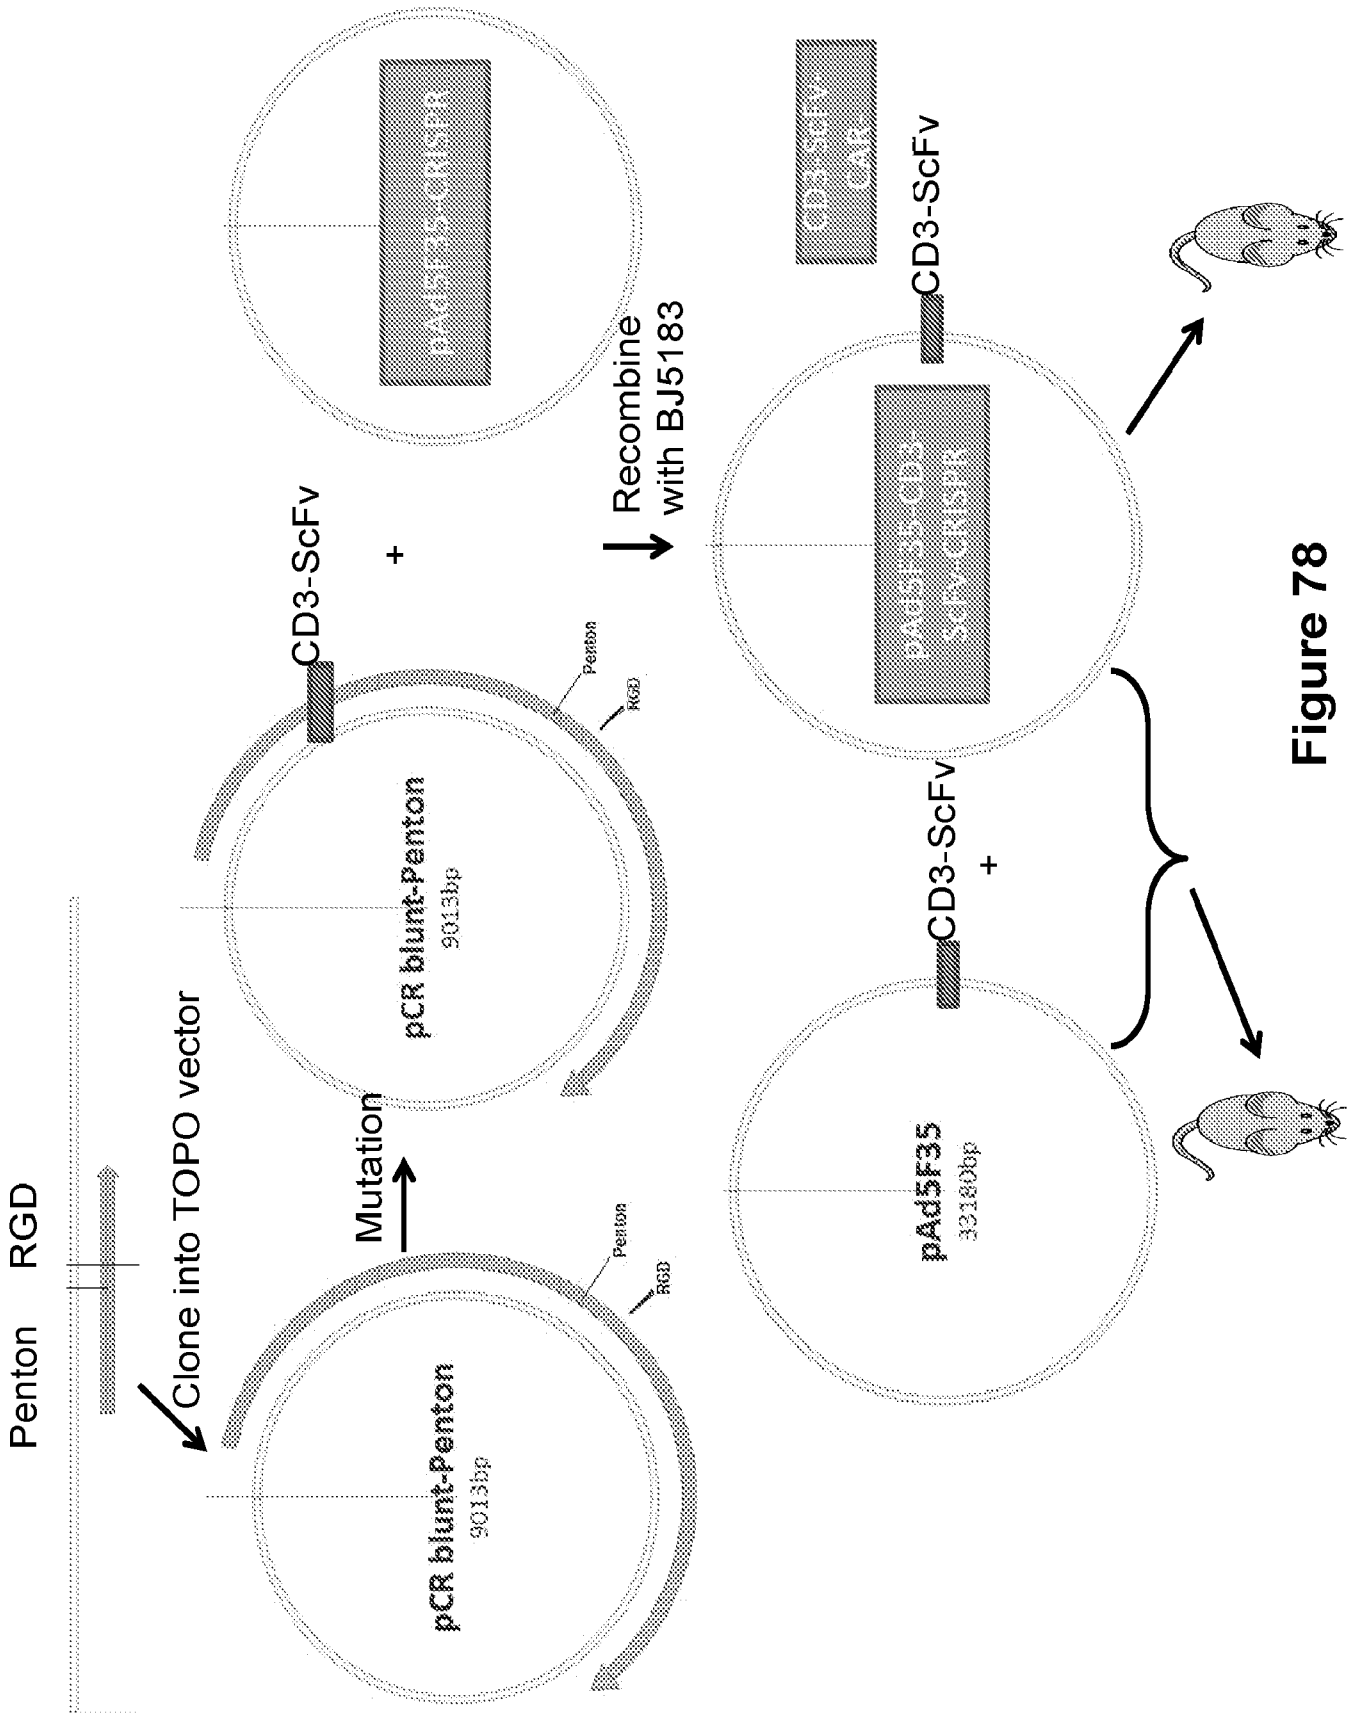 Penton RGD
Clone into TOPO vector
pCR blunt-Penton
9013bp
Penton
RGD
Mutation
pCR blunt-Penton
9013bp
Penton
RGD
CD3-ScFv
+
pAd5F35-CRISPR
Recombine
with BJ5183
pAd5F35
33180bp
CD3-ScFv
+
pAd5F35-CD3-
ScFv-CRISPR
CD3-ScFv
CD3-ScFv-
CAR-
Figure 78